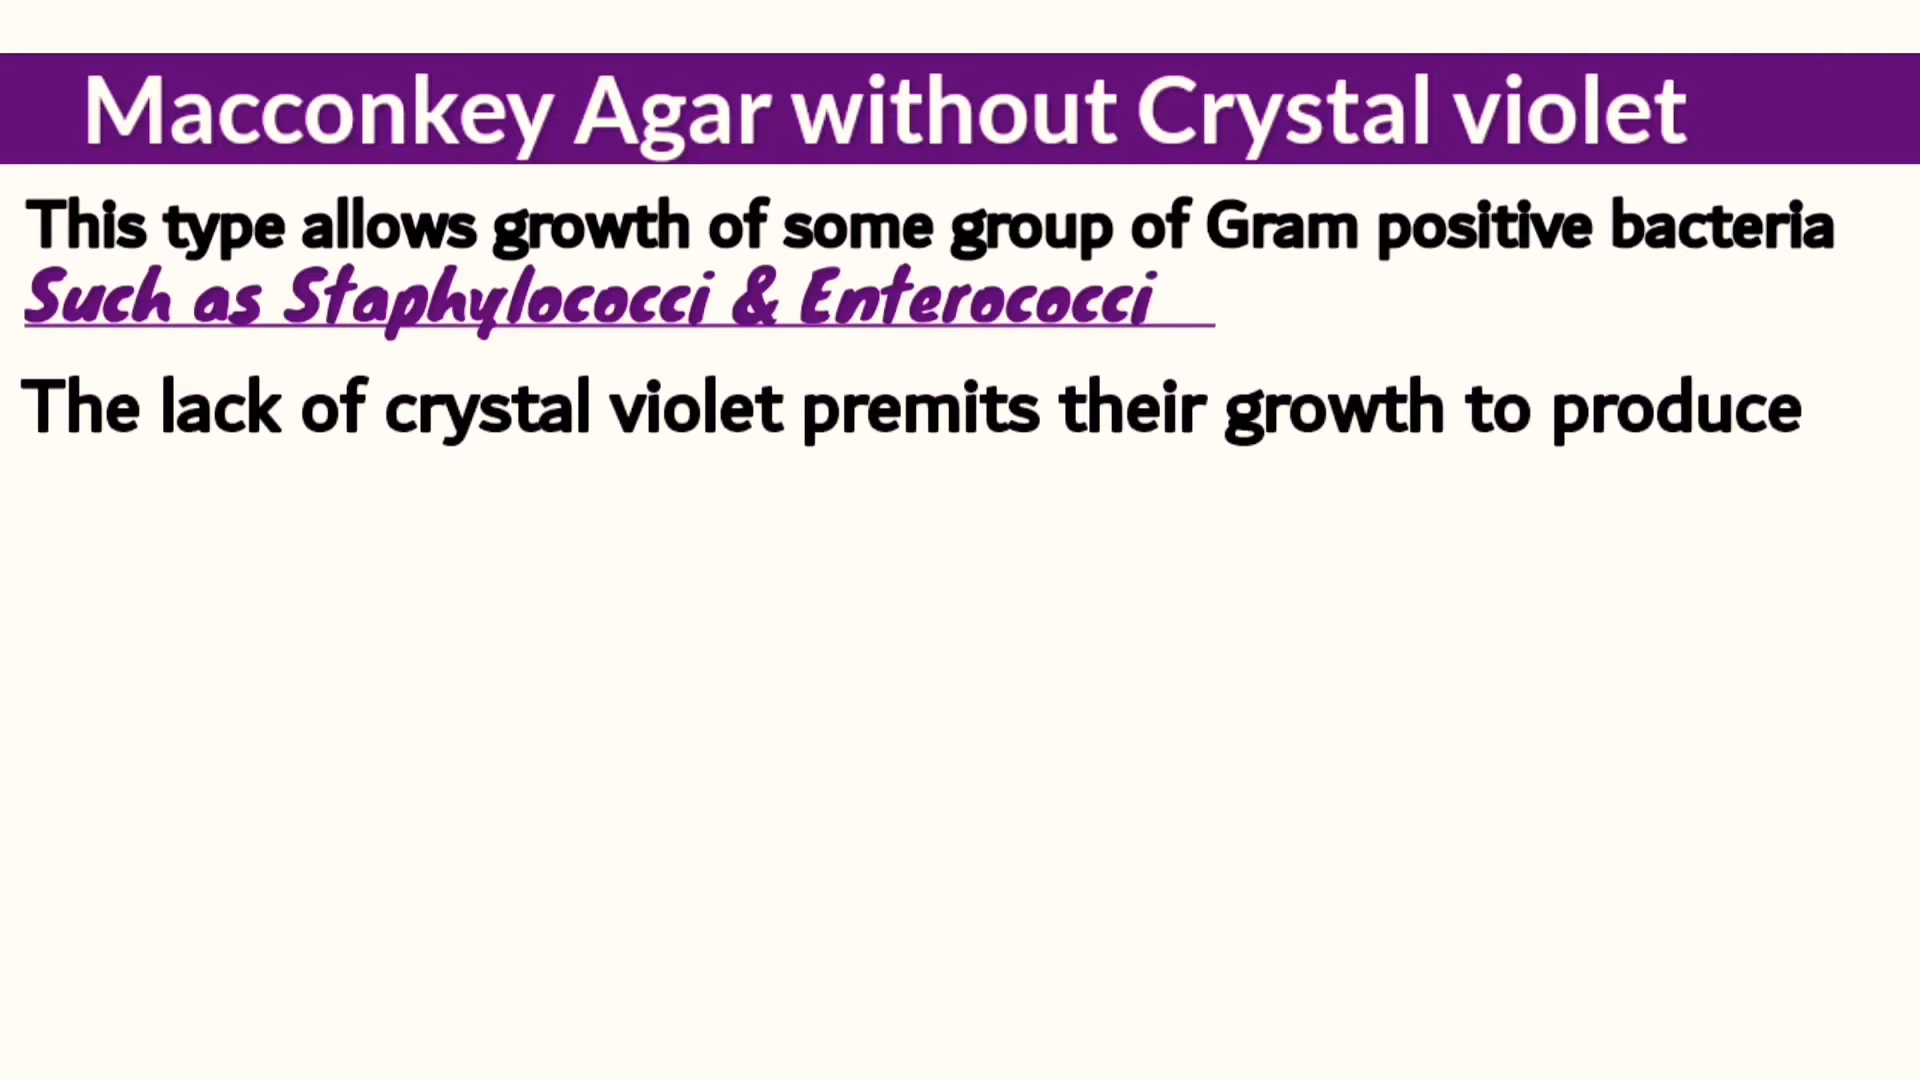 Macconkey Agar without Crystal violet
This type allows growth of some group of Gram positive bacteria
Such as Staphylococci & Enterococci
The lack of crystal violet premits their growth to produce